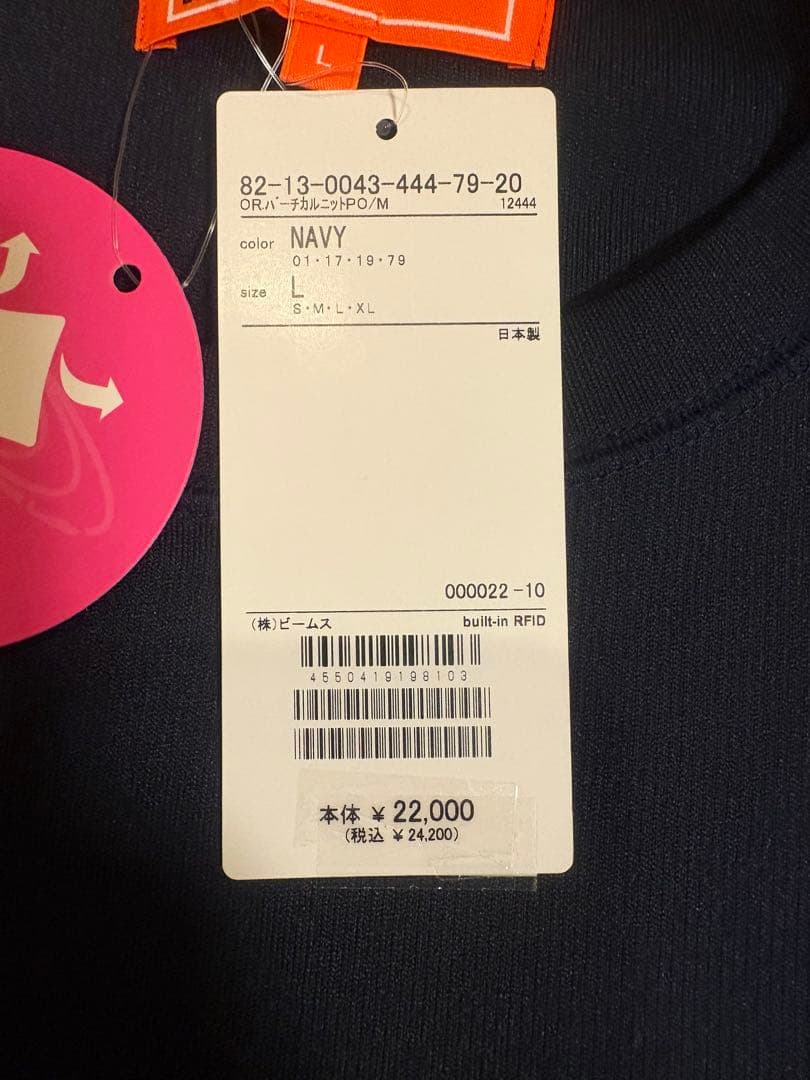 L
82-13-0043-444-79-20
OR.バーチカルニットPO/M 12444
color NAVY
01・17・19・79
size L
S・M・L・XL
日本製
000022-10
(株)ビームス built-in RFID
4550419198103
本体 ¥ 22,000
(税込 ¥ 24,200)